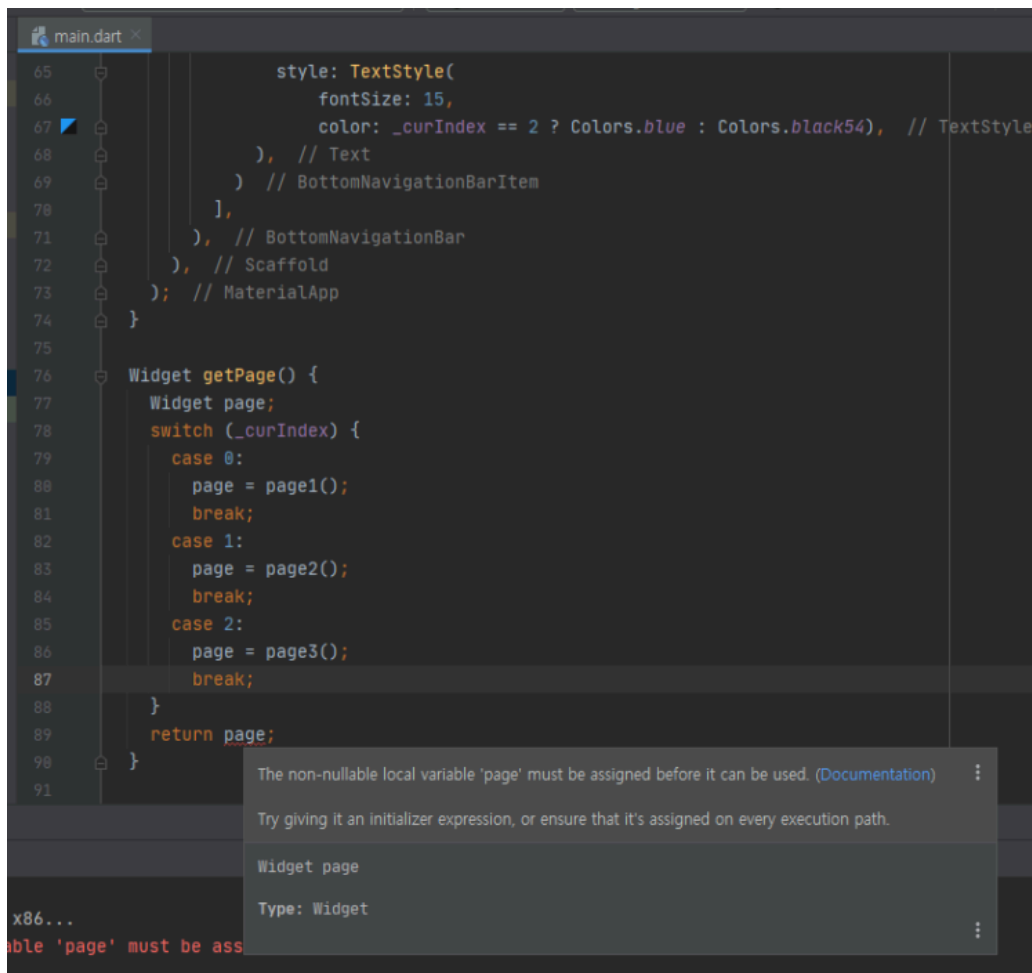 main.dart
65 style: TextStyle(
66 fontSize: 15,
67 color: _curIndex == 2 ? Colors.blue : Colors.black54), // TextStyle
68 ), // Text
69 ) // BottomNavigationBarItem
70 ],
71 ), // BottomNavigationBar
72 ), // Scaffold
73 ); // MaterialApp
74 }
75
76 Widget getPage() {
77 Widget page;
78 switch (_curIndex) {
79 case 0:
80 page = page1();
81 break;
82 case 1:
83 page = page2();
84 break;
85 case 2:
86 page = page3();
87 break;
88 }
89 return page;
90 }
91
The non-nullable local variable 'page' must be assigned before it can be used. (Documentation)
Try giving it an initializer expression, or ensure that it's assigned on every execution path.
Widget page
Type: Widget
x86...
able 'page' must be ass